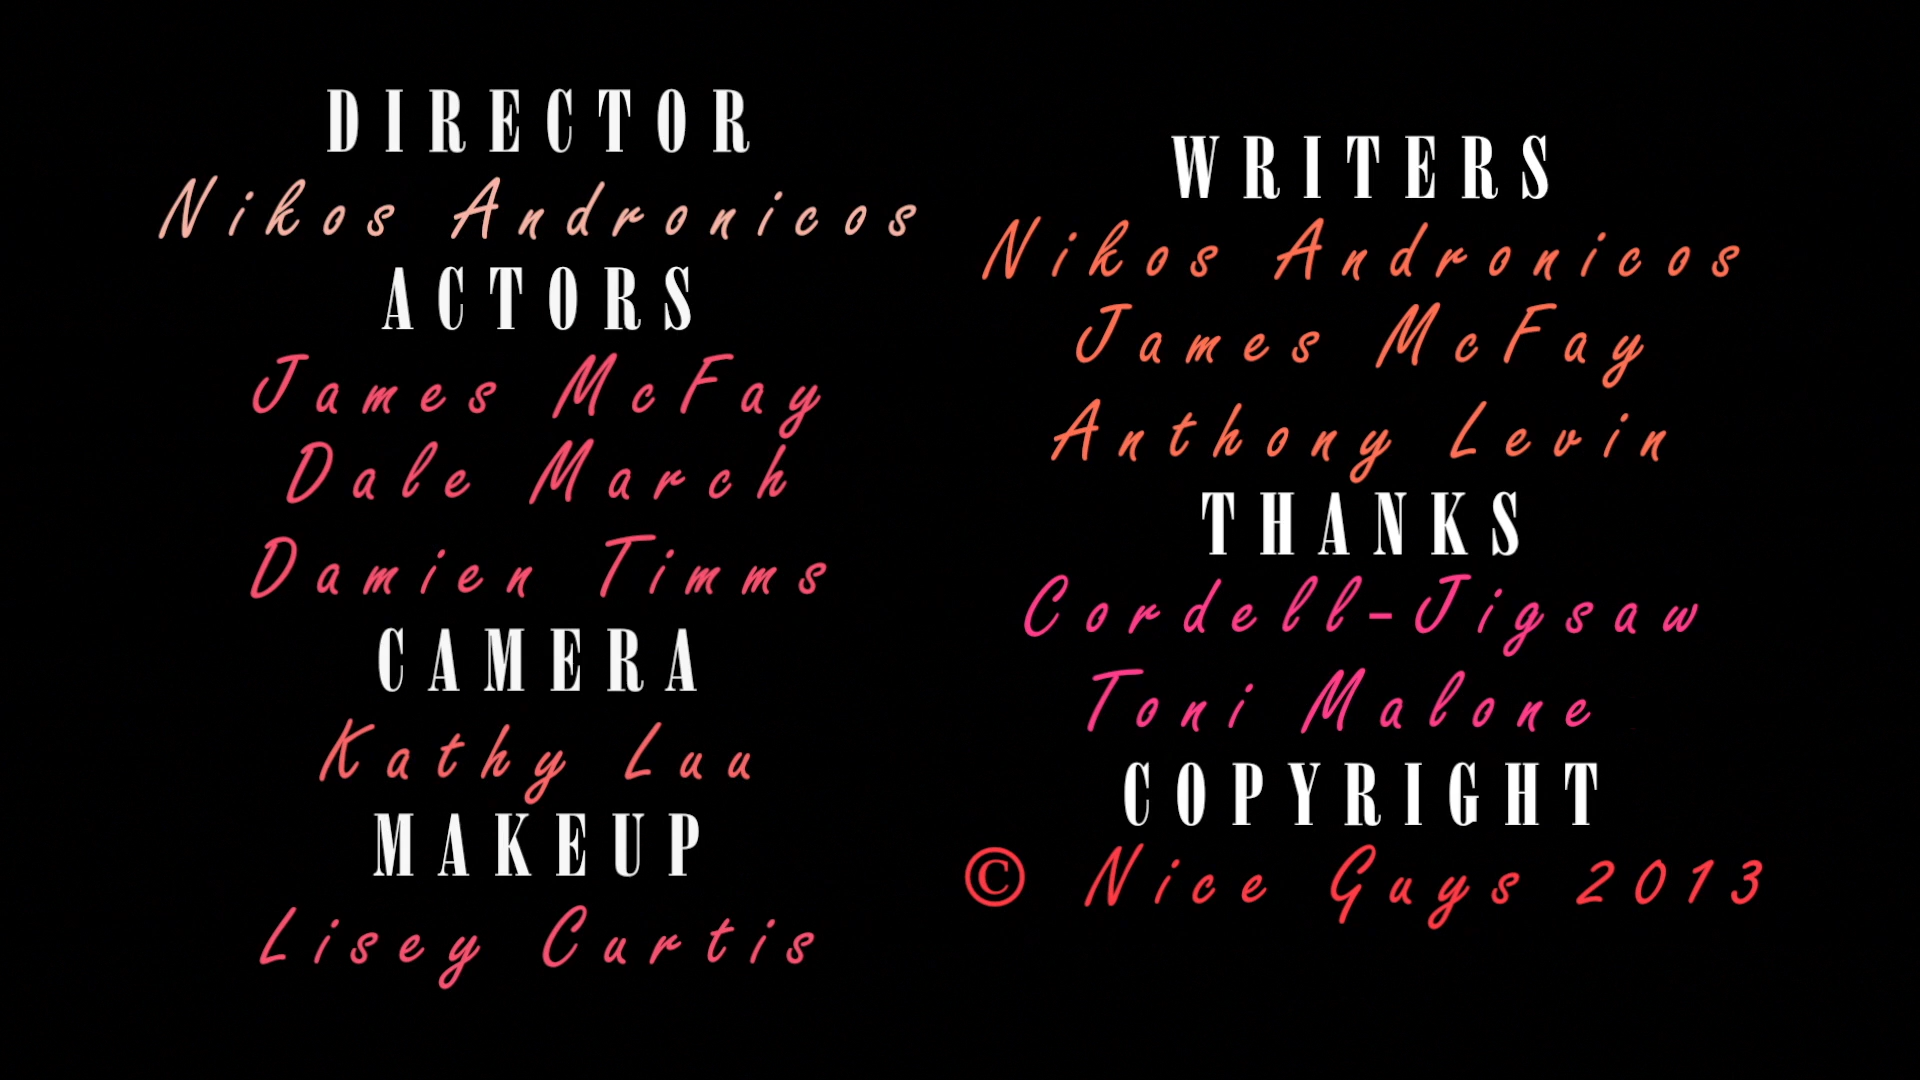 DIRECTOR
Nikos Andronicos
ACTORS
James McFay
Dale March
Damien Timms
CAMERA
Kathy Luu
MAKEUP
Lisey Curtis
WRITERS
Nikos Andronicos
James McFay
Anthony Levin
THANKS
Cordell-Jigsaw
Toni Malone
COPYRIGHT
© Nice Guys 2013